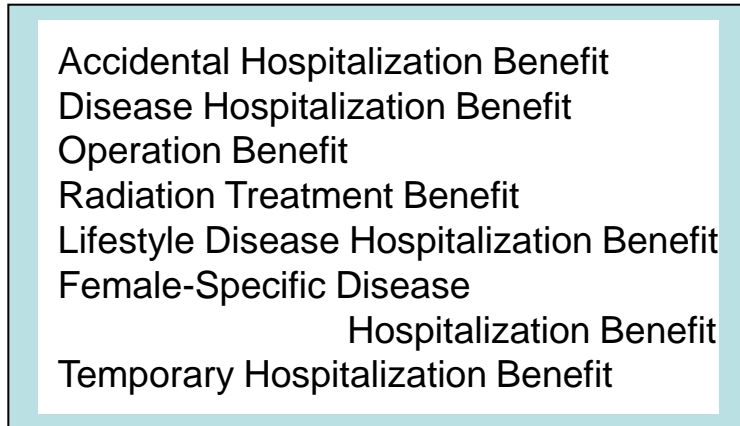 Accidental Hospitalization Benefit
Disease Hospitalization Benefit
Operation Benefit
Radiation Treatment Benefit
Lifestyle Disease Hospitalization Benefit
Female-Specific Disease
Hospitalization Benefit
Temporary Hospitalization Benefit